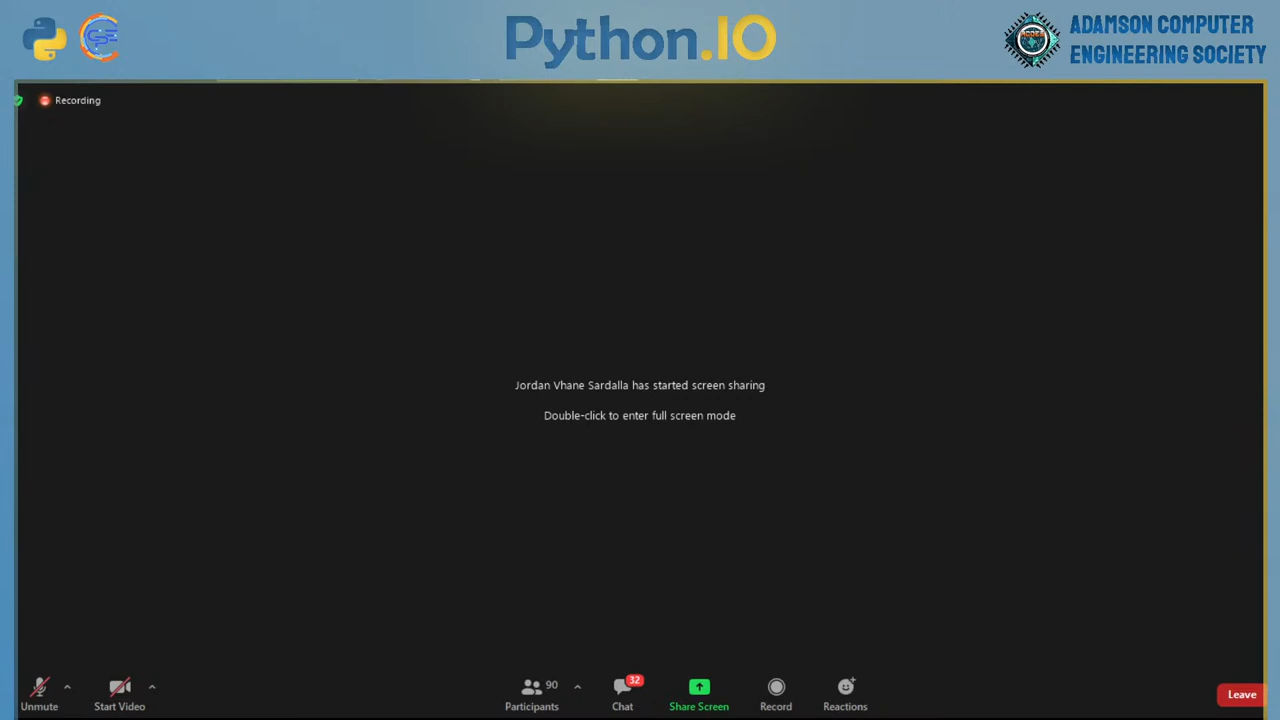 Python.IO
ADAMSON COMPUTER
ENGINEERING SOCIETY
Recording
Jordan Vhane Sardalla has started screen sharing
Double-click to enter full screen mode
90
32
Unmute
Start Video
Participants
Chat
Share Screen
Record
Reactions
Leave